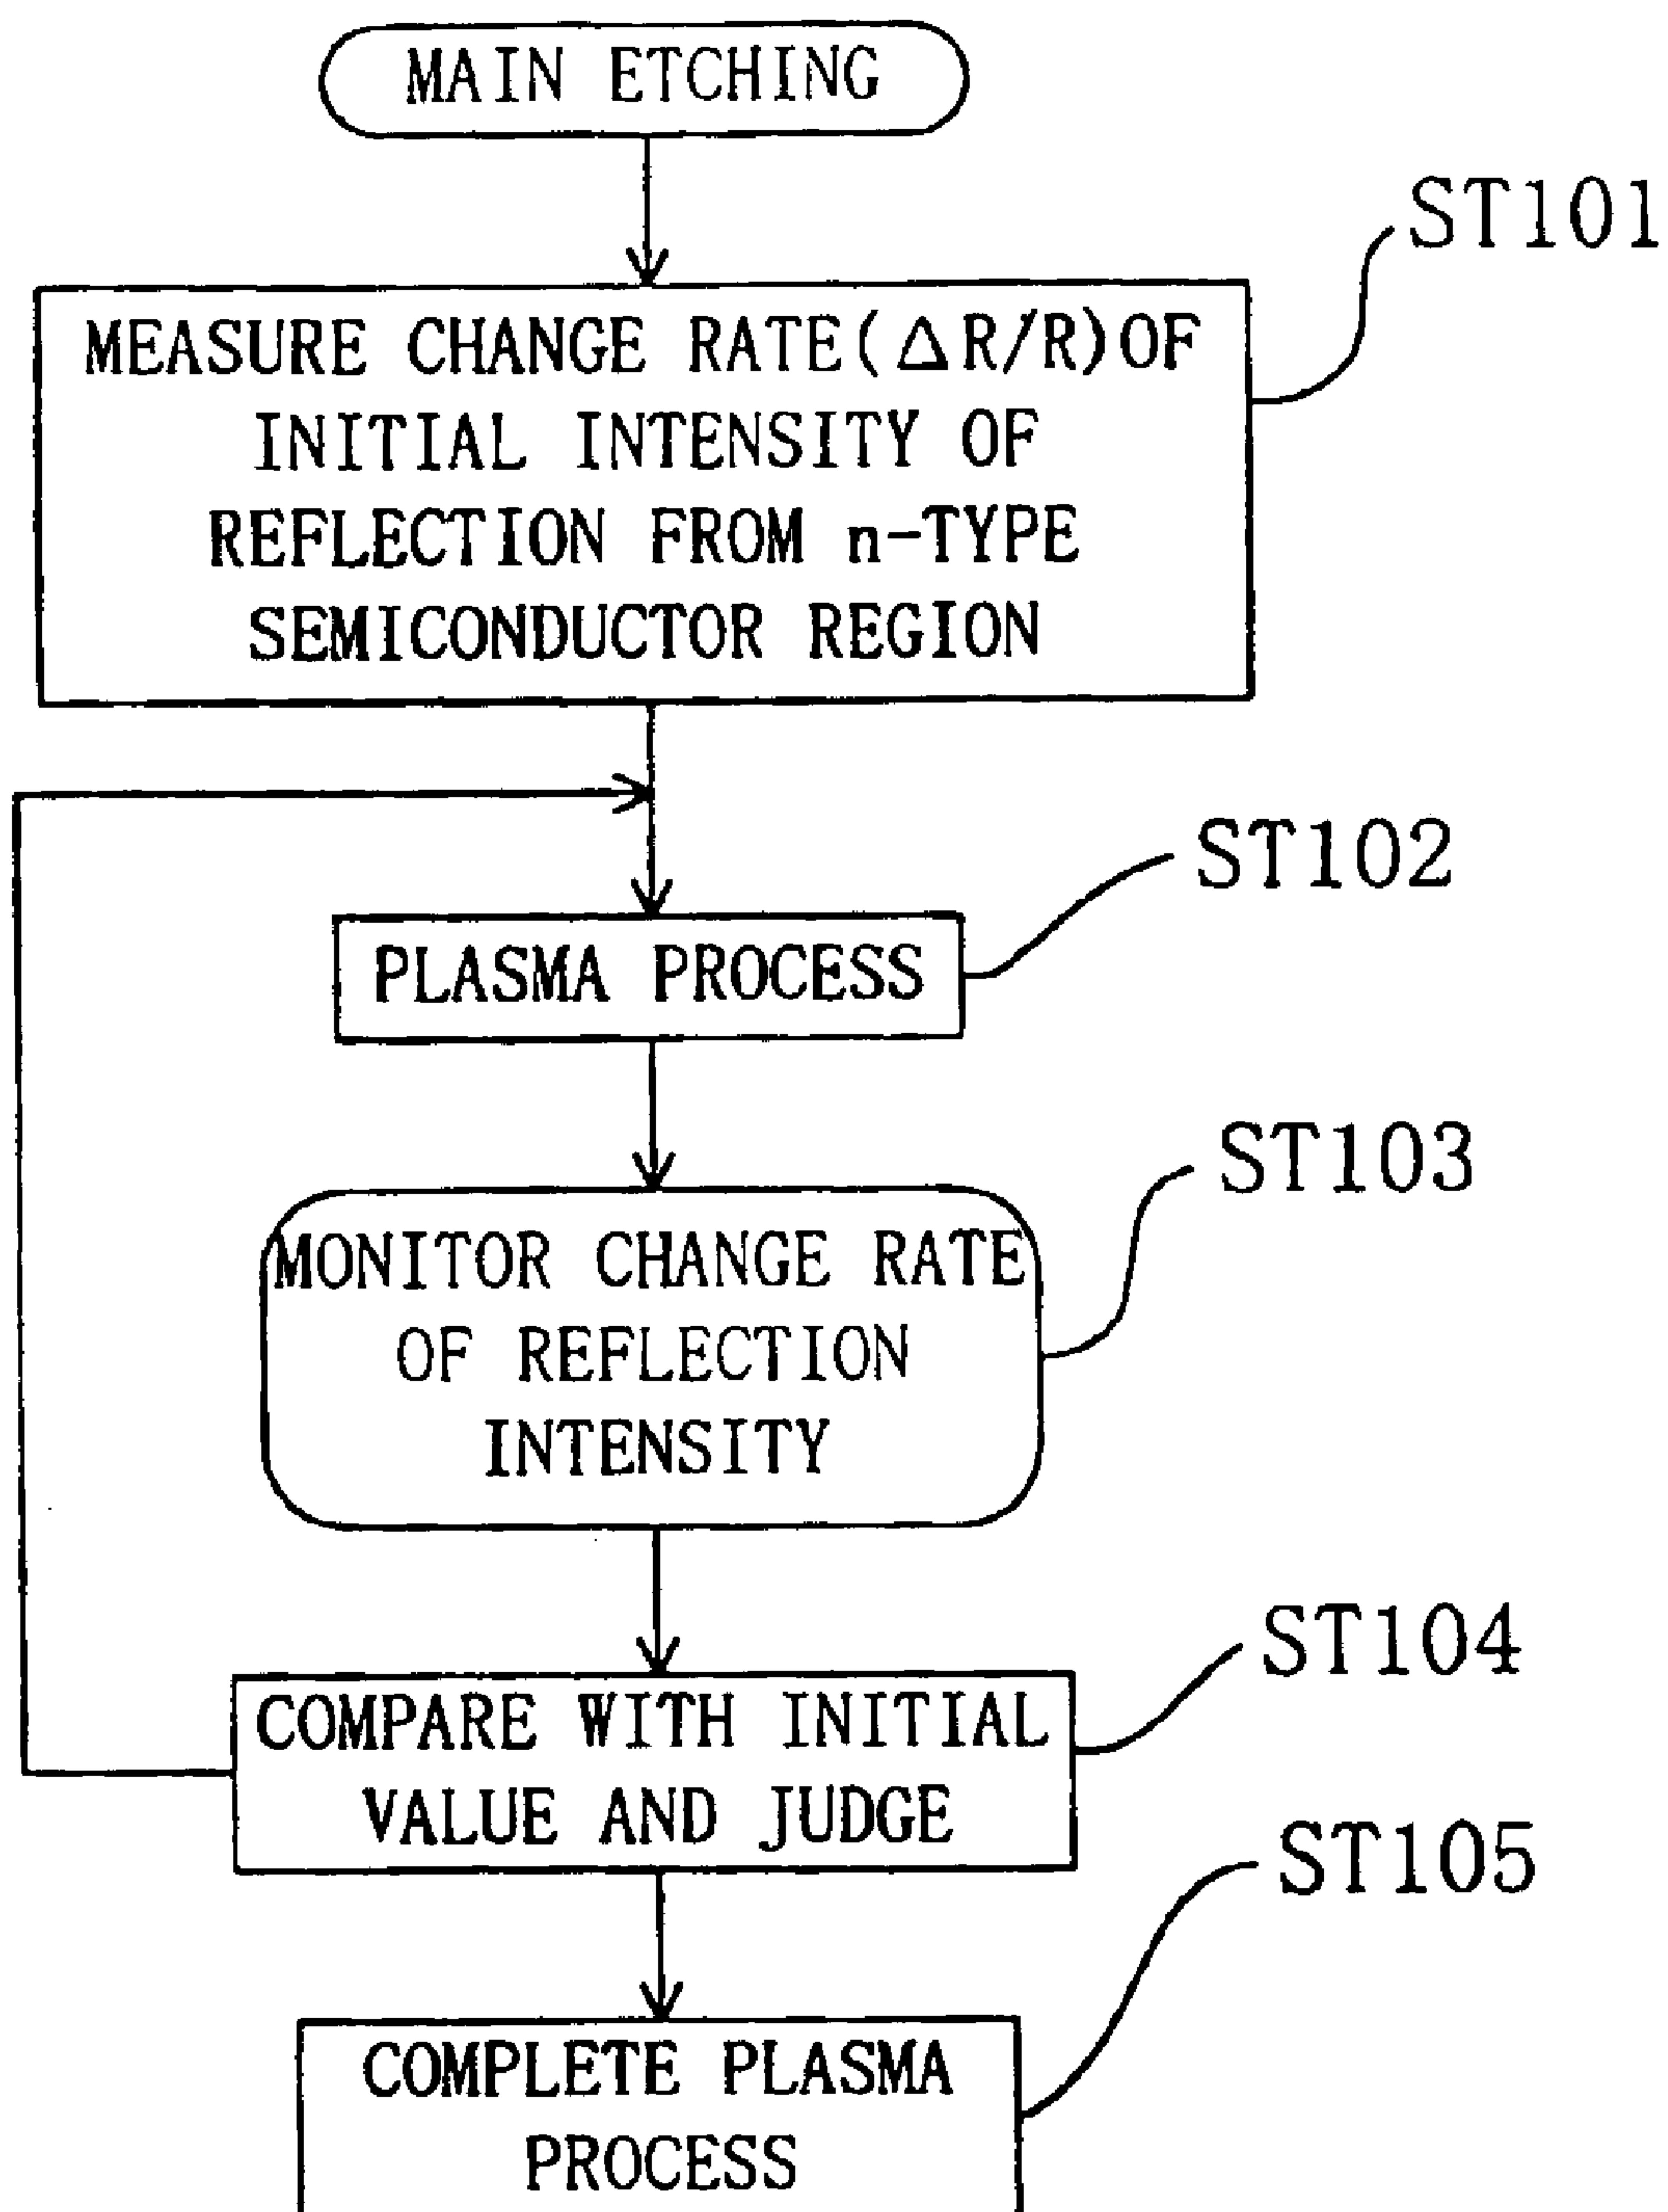 MAIN ETCHING
ST101
MEASURE CHANGE RATE(ΔR/R)OF
INITIAL INTENSITY OF
REFLECTION FROM n-TYPE
SEMICONDUCTOR REGION
ST102
PLASMA PROCESS
ST103
MONITOR CHANGE RATE
OF REFLECTION
INTENSITY
ST104
COMPARE WITH INITIAL
VALUE AND JUDGE
ST105
COMPLETE PLASMA
PROCESS